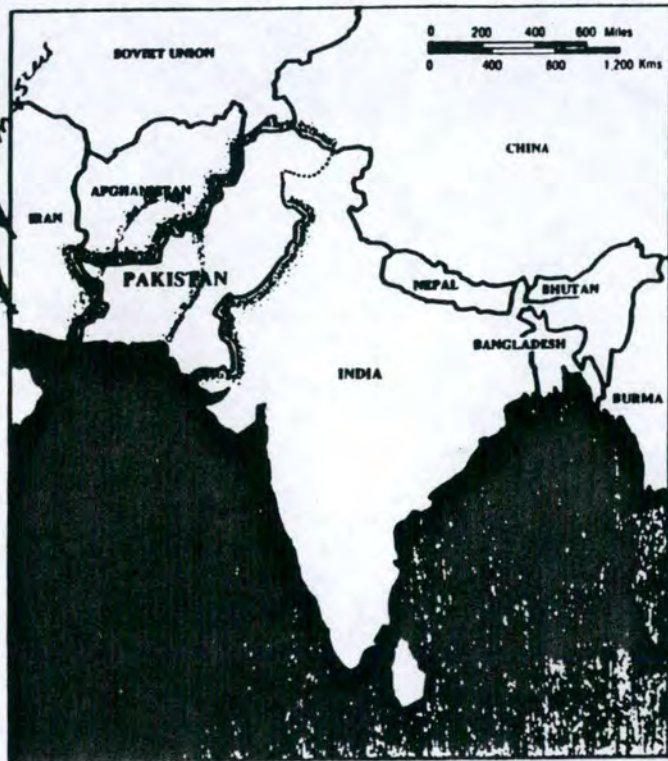 0 200 400 600 Miles
0 400 800 1,200 Kms
SOVIET UNION
CHINA
AFGHANISTAN
IRAN
PAKISTAN
NEPAL
BHUTAN
BANGLADESH
INDIA
BURMA